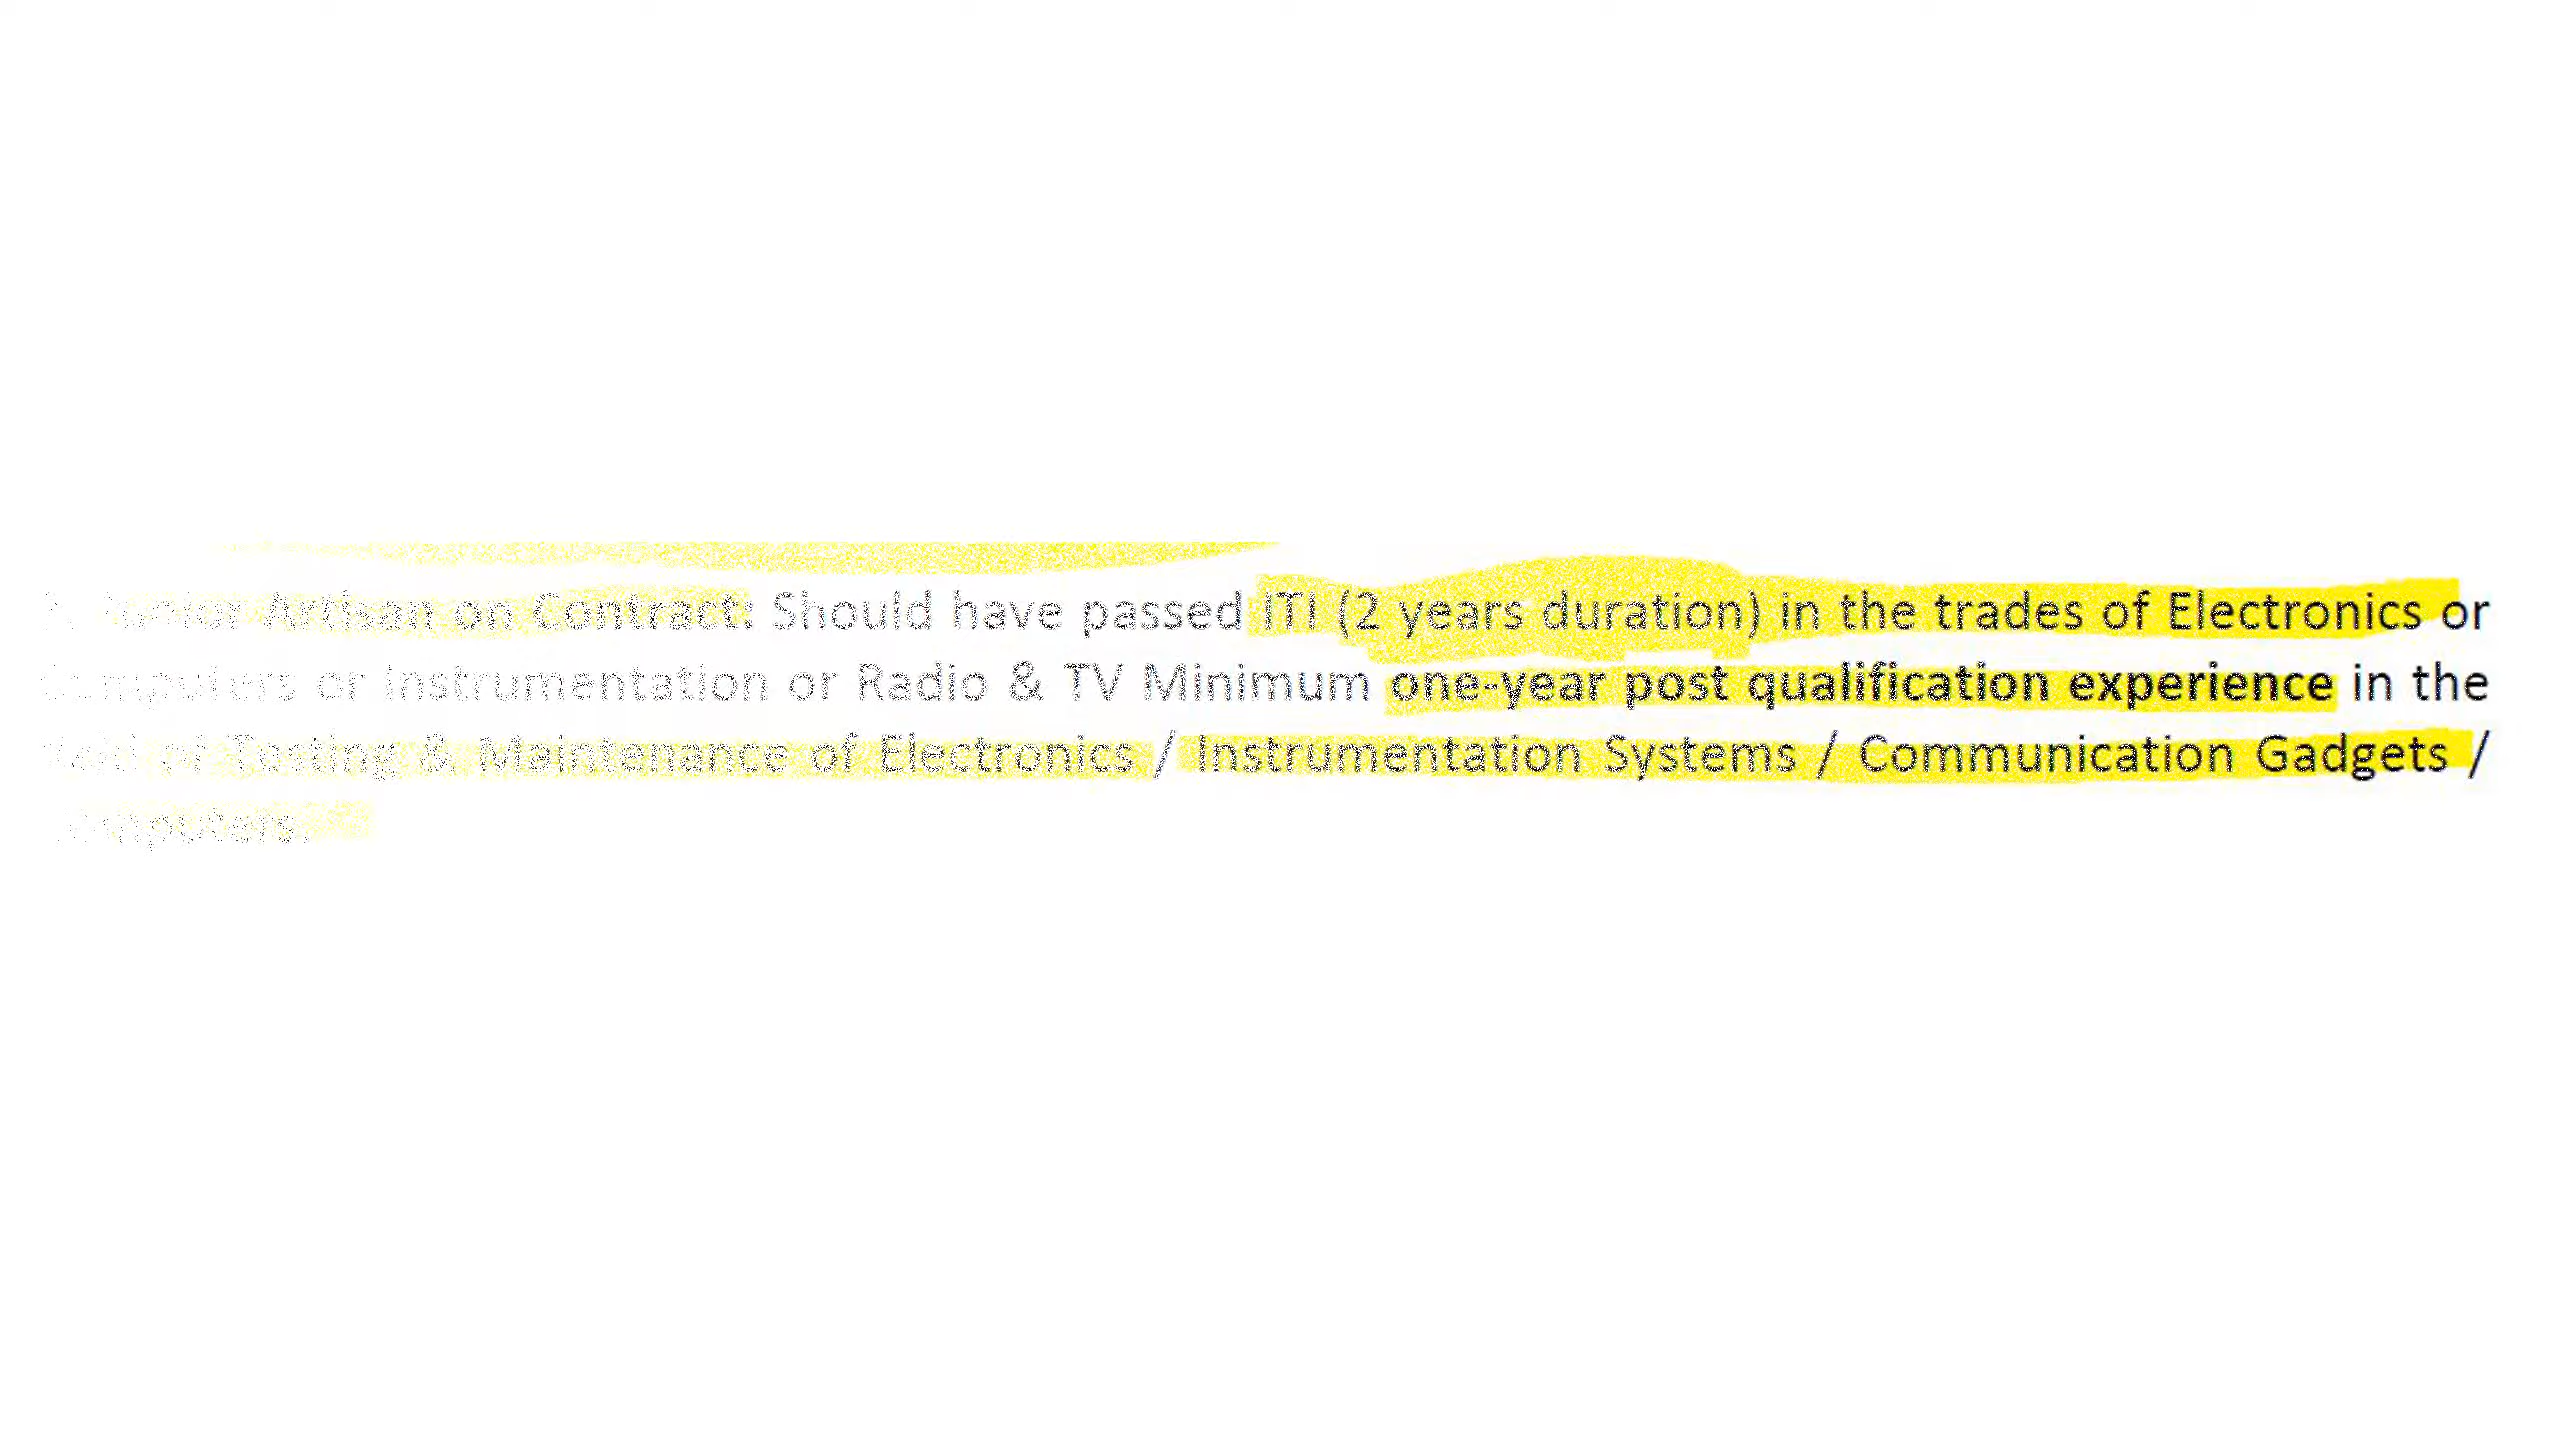 Junior Artisan on Contract: Should have passed ITI (2 years duration) in the trades of Electronics or
Computers or Instrumentation or Radio & TV Minimum one-year post qualification experience in the
field of Testing & Maintenance of Electronics / Instrumentation Systems / Communication Gadgets /
Computers.